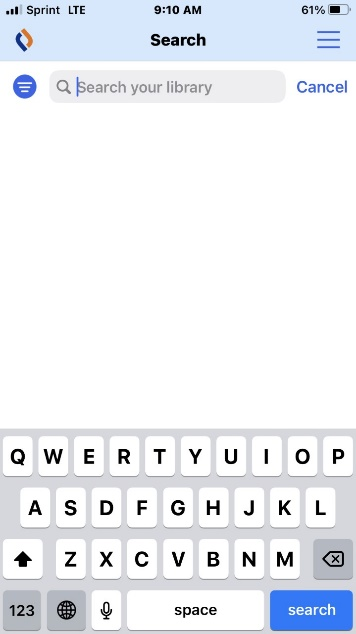 Sprint LTE 9:10 AM 61%
Search
Search your library Cancel
Q W E R T Y U I O P
A S D F G H J K L
Z X C V B N M
123 space search